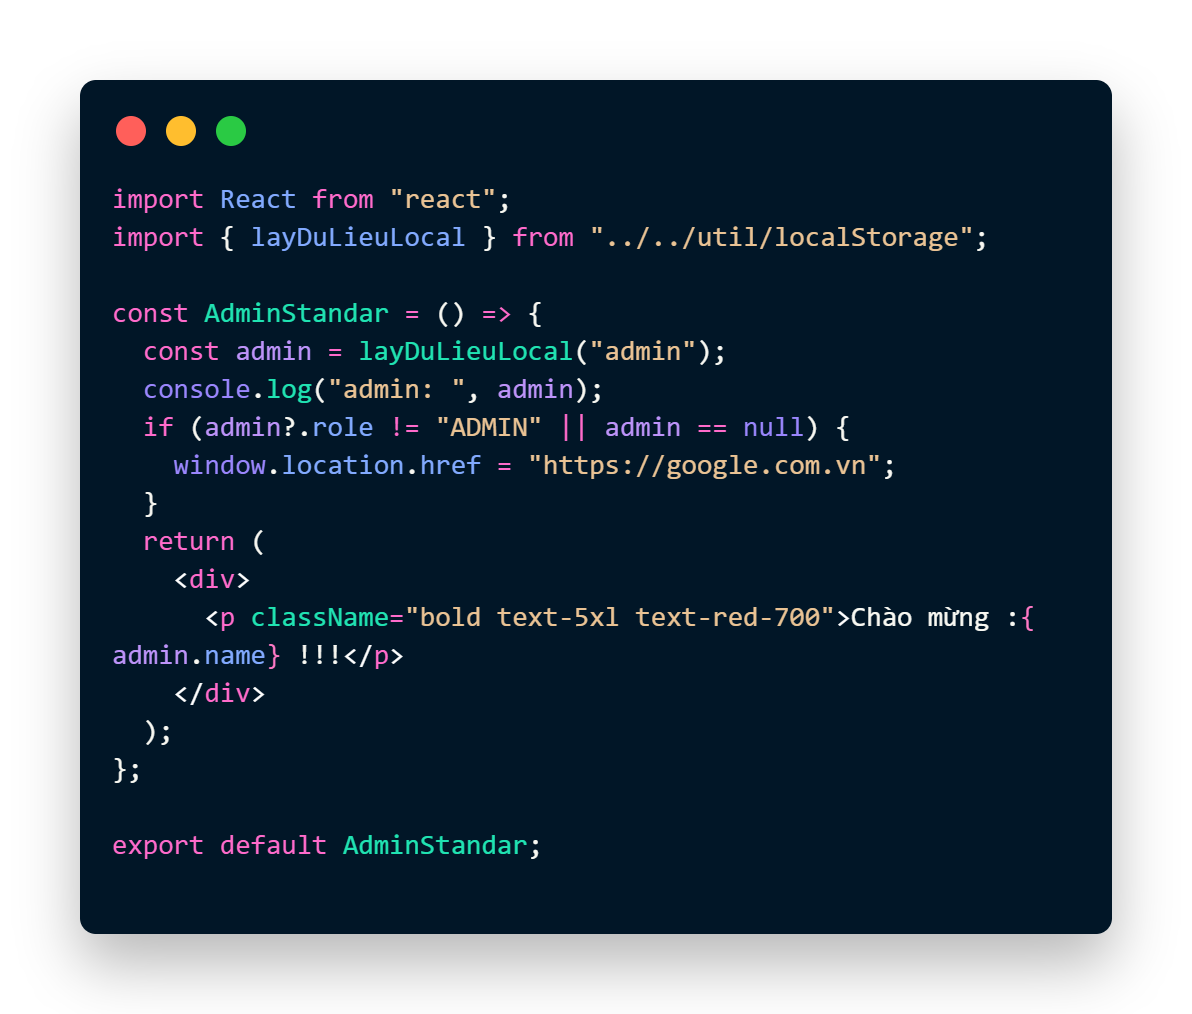 import React from "react";
import { layDuLieuLocal } from "../../util/localStorage";

const AdminStandar = () => {
  const admin = layDuLieuLocal("admin");
  console.log("admin: ", admin);
  if (admin?.role != "ADMIN" || admin == null) {
    window.location.href = "https://google.com.vn";
  }
  return (
    <div>
      <p className="bold text-5xl text-red-700">Chào mừng :{
admin.name} !!!</p>
    </div>
  );
};

export default AdminStandar;